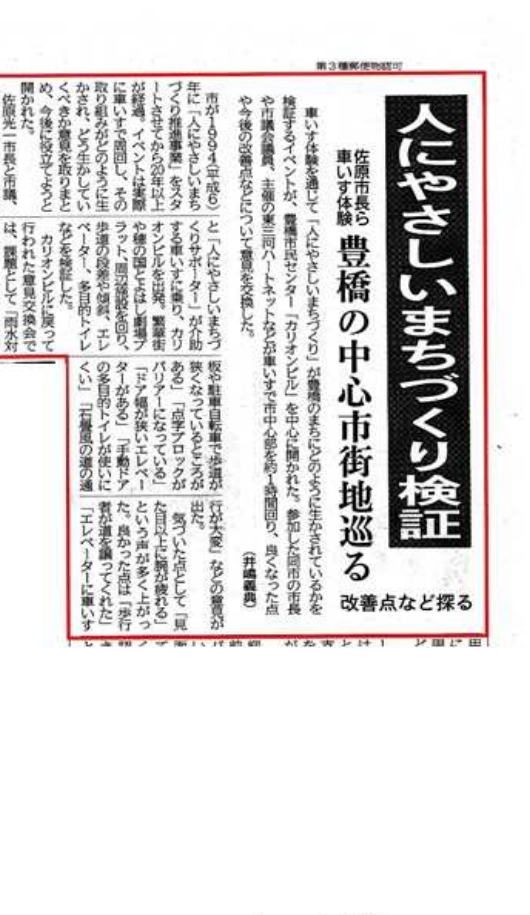 第3種郵便物認可
人にやさしいまちづくり検証
佐原市長ら
車いす体験
豊橋の中心市街地巡る
改善点など探る
車いす体験を通じて「人にやさしいまちづくり」が豊橋のまちにどのように生かされているかを
検証するイベントが、豊橋市民センター「カリオンビル」を中心に開かれた。参加した同市の市長
や市議会議員、主催の東三河ハートネットなどが車いすで市中心部を約1時間回り、良くなった点
や今後の改善点などについて意見を交換した。
(井嶋義典)
市が1994(平成6)
年に「人にやさしいまち
づくり推進事業」をスタ
ートさせてから20年以上
が経過。イベントは実際
に車いすで周回し、その
取り組みがどのように生
かされ、どう生かしてい
くべきか意見を取りまと
め、今後に役立てようと
開かれた。
佐原光一市長と市議、
と「人にやさしいまちづ
くりサポーター」が介助
する車いすに乗り、カリ
オンビルを出発。繁華街
や穂の国とよはし劇場プ
ラット、周辺施設を回り、
歩道の段差や傾斜、エレ
ベーター、多目的トイレ
などを検証した。
カリオンビルに戻って
行われた意見交換会で
は、課題として「雨水対
板や駐車自転車で歩道が
狭くなっているところが
ある」「点字ブロックが
バリアーになっている」
「ドア幅が狭いエレベー
ターがある」「手動ドア
の多目的トイレが使いに
くい」「石畳風の道の通
行が大変」などの意見が
出た。
気づいた点として「見
た目以上に腕が疲れる」
という声が多く上がっ
た。良かった点は「歩行
者が道を譲ってくれた」
「エレベーターに車いす